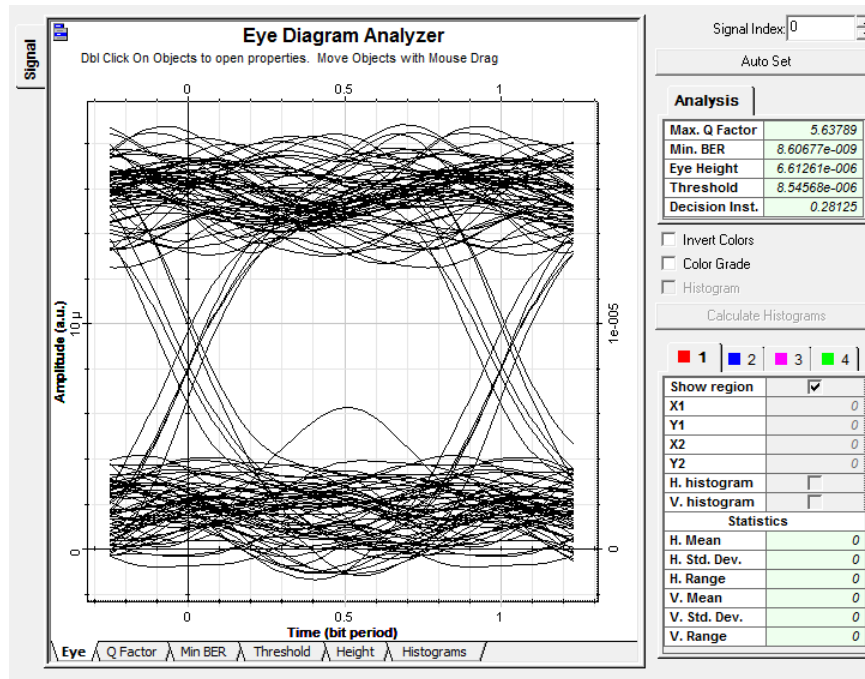 Signal
Eye Diagram Analyzer
Dbl Click On Objects to open properties. Move Objects with Mouse Drag
0 0.5 1
Amplitude (a.u.)
10 µ
0
1e-005
0
0 0.5 1
Time (bit period)
Eye Q Factor Min BER Threshold Height Histograms
Signal Index: 0
Auto Set
Analysis
Max. Q Factor 5.63789
Min. BER 8.60677e-009
Eye Height 6.61261e-006
Threshold 8.54568e-006
Decision Inst. 0.28125
Invert Colors
Color Grade
Histogram
Calculate Histograms
1 2 3 4
Show region
X1 0
Y1 0
X2 0
Y2 0
H. histogram
V. histogram
Statistics
H. Mean 0
H. Std. Dev. 0
H. Range 0
V. Mean 0
V. Std. Dev. 0
V. Range 0